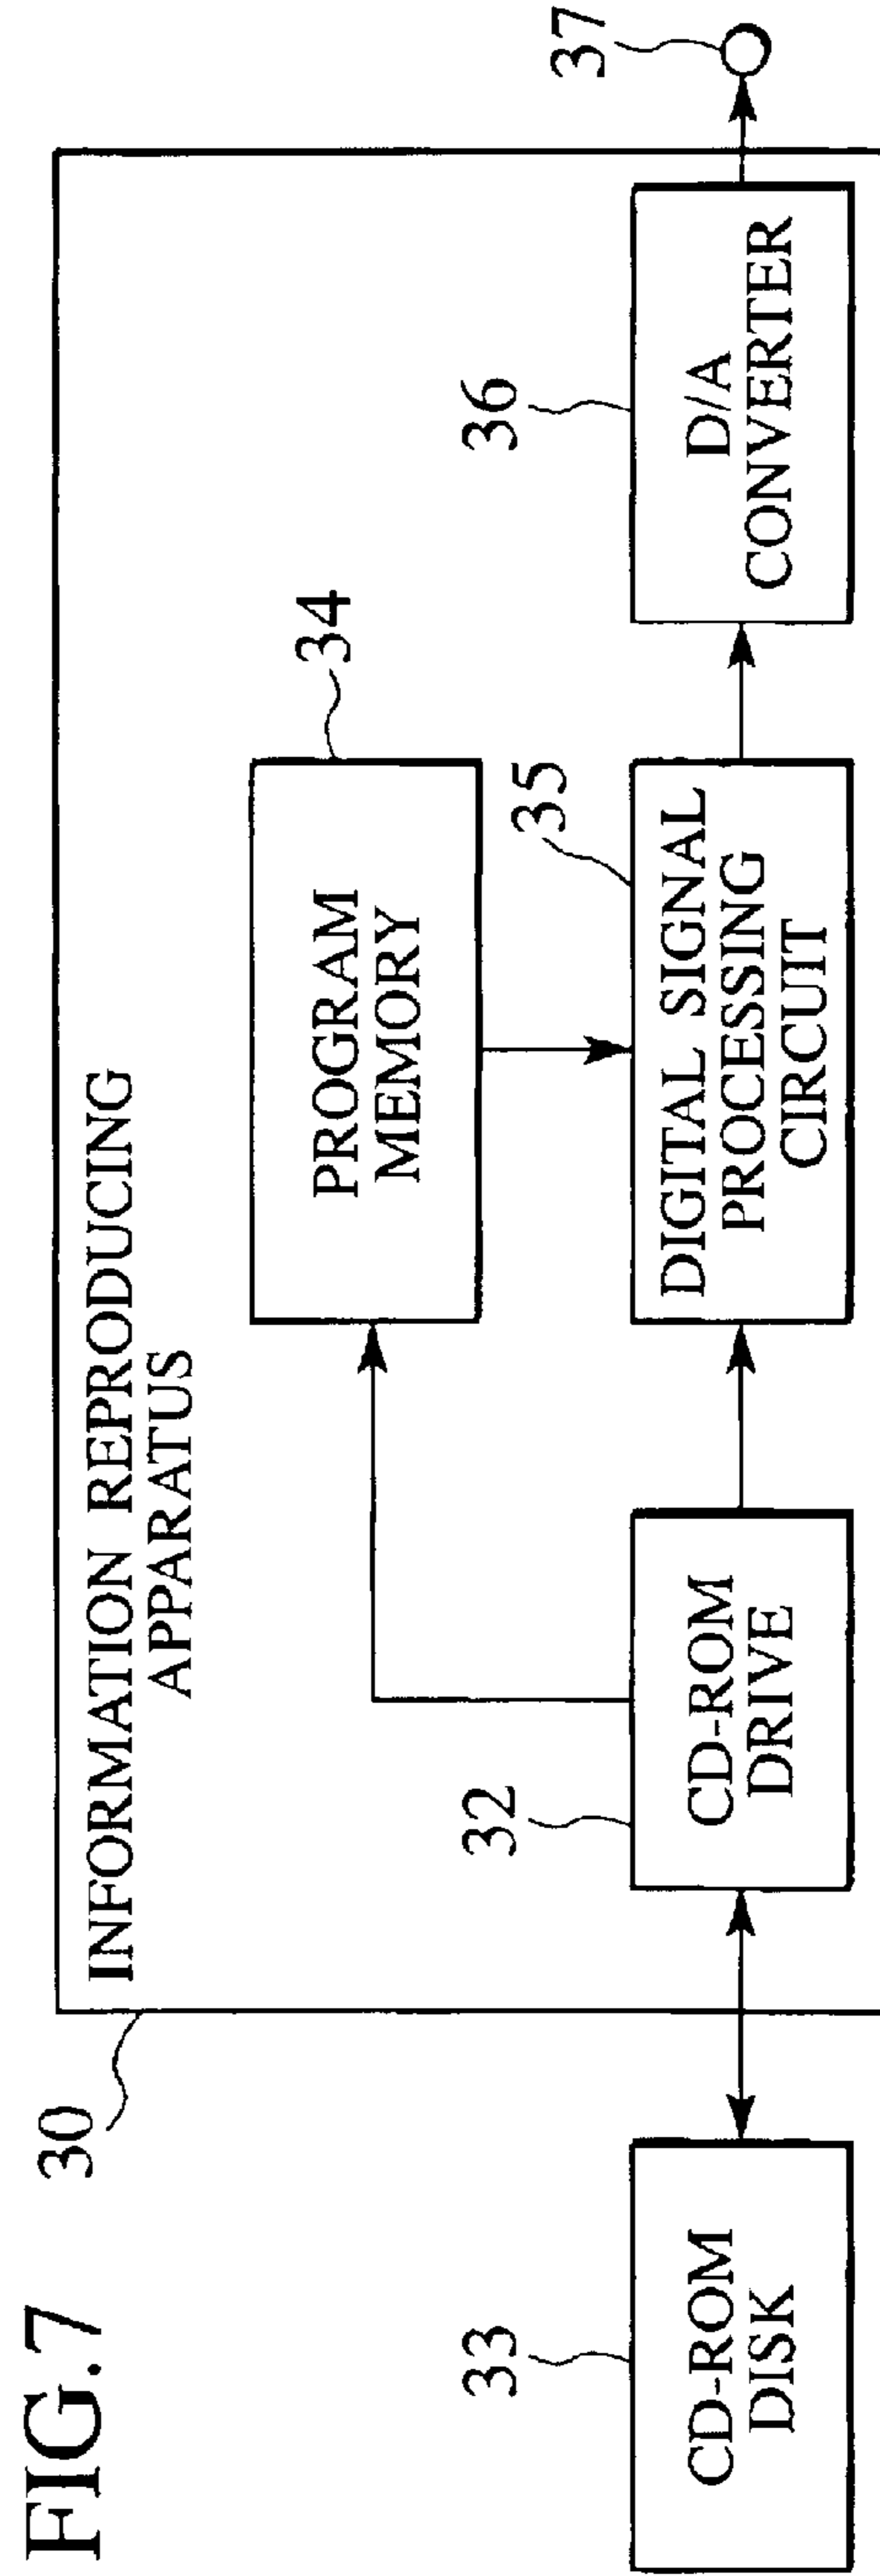 FIG.7
30
INFORMATION REPRODUCING
APPARATUS
34
PROGRAM
MEMORY
33
CD-ROM
DISK
32
CD-ROM
DRIVE
35
DIGITAL SIGNAL
PROCESSING
CIRCUIT
36
D/A
CONVERTER
37